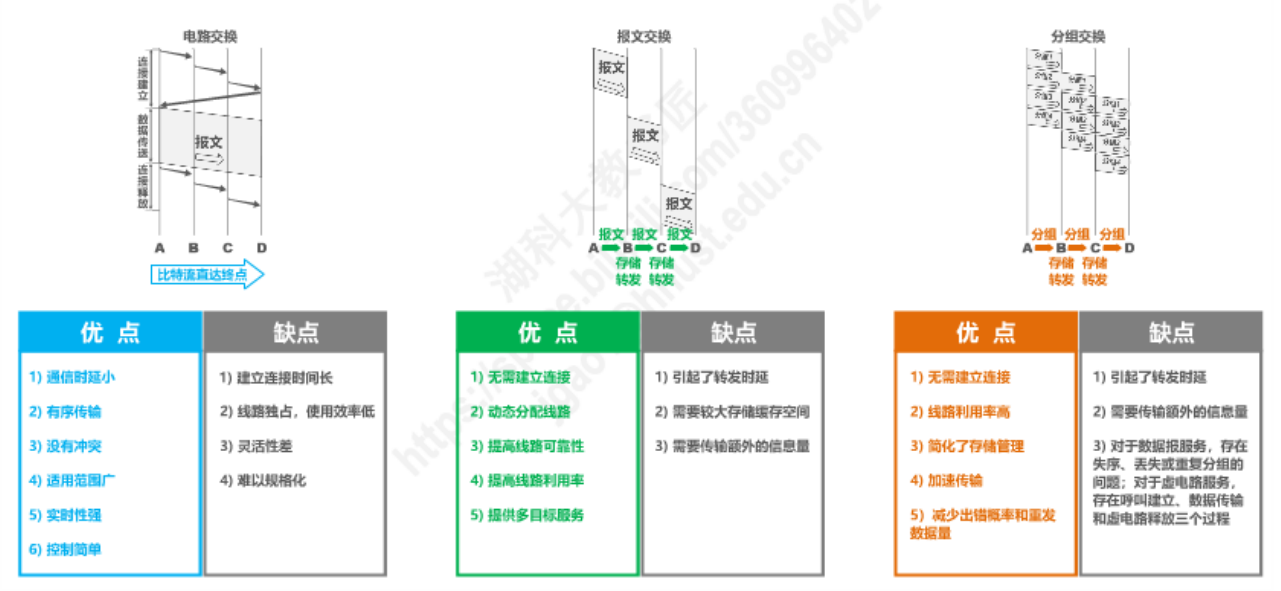 电路交换
连接建立
数据传送
连接释放
报文
A B C D
比特流直达终点
优 点
缺点
1) 通信时延小
2) 有序传输
3) 没有冲突
4) 适用范围广
5) 实时性强
6) 控制简单
1) 建立连接时间长
2) 线路独占，使用效率低
3) 灵活性差
4) 难以规格化
报文交换
报文
报文
报文
报文 报文 报文
A B C D
存储 存储
转发 转发
优 点
缺点
1) 无需建立连接
2) 动态分配线路
3) 提高线路可靠性
4) 提高线路利用率
5) 提供多目标服务
1) 引起了转发时延
2) 需要较大存储缓存空间
3) 需要传输额外的信息量
分组交换
分组 分组 分组
A B C D
存储 存储
转发 转发
优 点
缺点
1) 无需建立连接
2) 线路利用率高
3) 简化了存储管理
4) 加速传输
5) 减少出错概率和重发
数据量
1) 引起了转发时延
2) 需要传输额外的信息量
3) 对于数据报服务，存在
失序、丢失或重复分组的
问题；对于虚电路服务，
存在呼叫建立、数据传输
和虚电路释放三个过程
湖科大教 匠